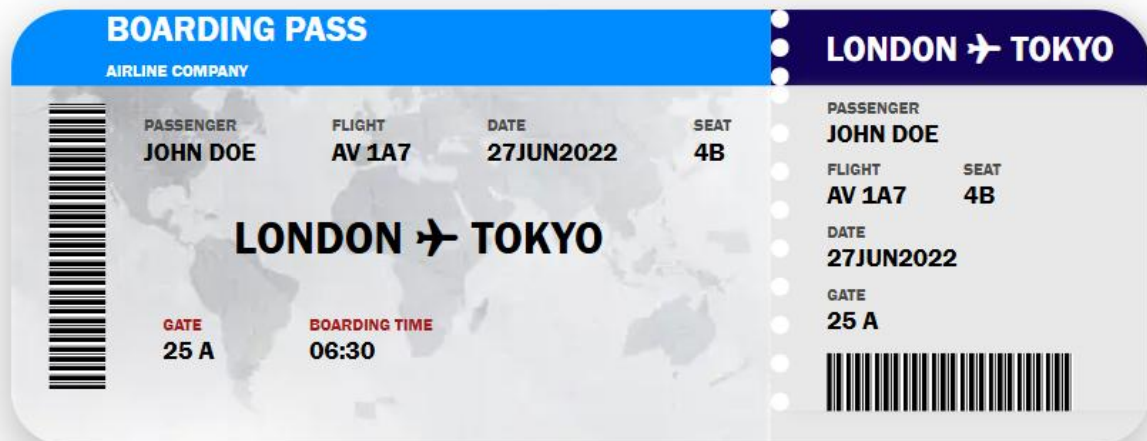 BOARDING PASS
AIRLINE COMPANY
PASSENGER FLIGHT DATE SEAT
JOHN DOE AV 1A7 27JUN2022 4B
LONDON ✈ TOKYO
GATE BOARDING TIME
25 A 06:30
LONDON ✈ TOKYO
PASSENGER
JOHN DOE
FLIGHT SEAT
AV 1A7 4B
DATE
27JUN2022
GATE
25 A